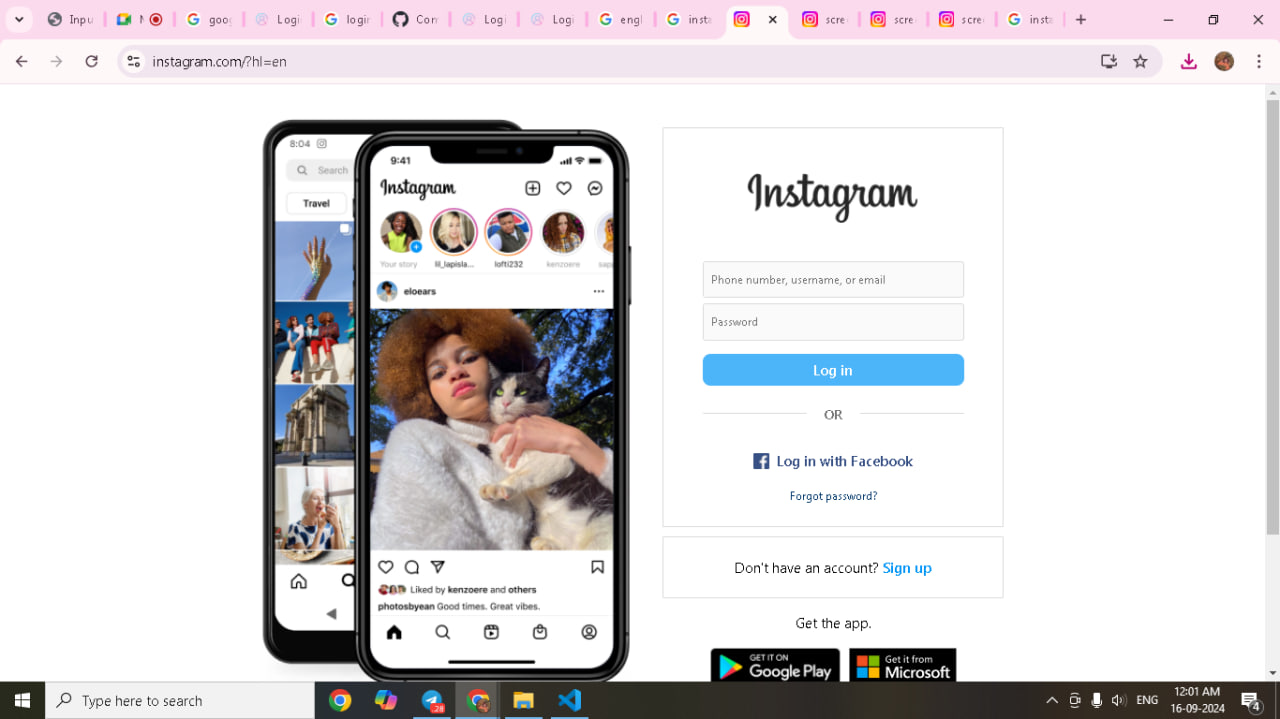 Inpu
M
goog
Logi
login
Con
Logi
Logi
engl
insta
scre
scre
scre
insta
instagram.com/?hl=en
8:04
Search
Travel
9:41
Instagram
Your story
lil_lapisla...
lofti232
kenzoere
sap
eloears
Liked by kenzoere and others
photosbyean Good times. Great vibes.
Instagram
Phone number, username, or email
Password
Log in
OR
Log in with Facebook
Forgot password?
Don't have an account? Sign up
Get the app.
GET IT ON
Google Play
Get it from
Microsoft
Type here to search
28
ENG
12:01 AM
16-09-2024
4